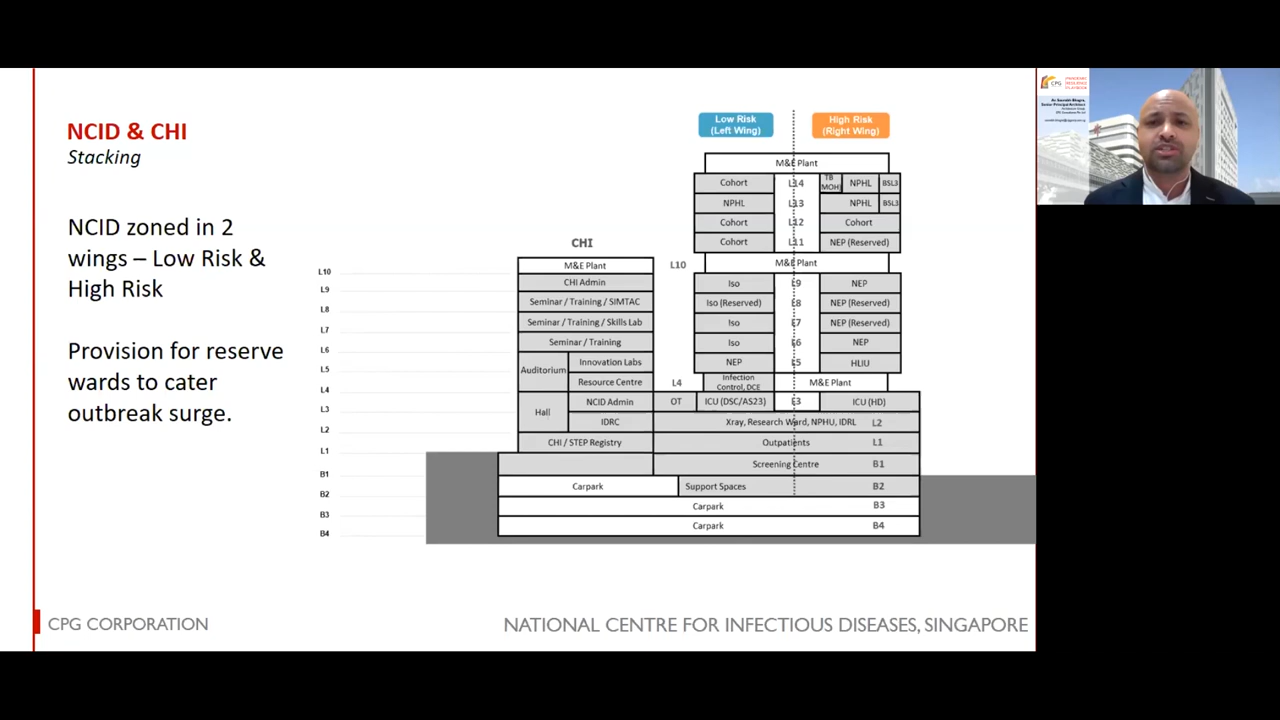 NCID & CHI
Stacking
NCID zoned in 2
wings – Low Risk &
High Risk
Provision for reserve
wards to cater
outbreak surge.
Low Risk
(Left Wing)
High Risk
(Right Wing)
M&E Plant
Cohort L14 TB MOH NPHL BSL3
NPHL L13 NPHL BSL3
Cohort L12 Cohort
Cohort L11 NEP (Reserved)
L10 M&E Plant
Iso L9 NEP
Iso (Reserved) L8 NEP (Reserved)
Iso L7 NEP (Reserved)
Iso L6 NEP
NEP L5 HLIU
L4 Infection Control, DCE M&E Plant
OT ICU (DSC/AS23) L3 ICU (HD)
Xray, Research Ward, NPHU, IDRL L2
Outpatients L1
Screening Centre B1
Support Spaces B2
Carpark B3
Carpark B4
CHI
M&E Plant
CHI Admin
Seminar / Training / SIMTAC
Seminar / Training / Skills Lab
Seminar / Training
Auditorium
Innovation Labs
Resource Centre
Hall
NCID Admin
IDRC
CHI / STEP Registry
Carpark
L10
L9
L8
L7
L6
L5
L4
L3
L2
L1
B1
B2
B3
B4
CPG CORPORATION
NATIONAL CENTRE FOR INFECTIOUS DISEASES, SINGAPORE
CPG